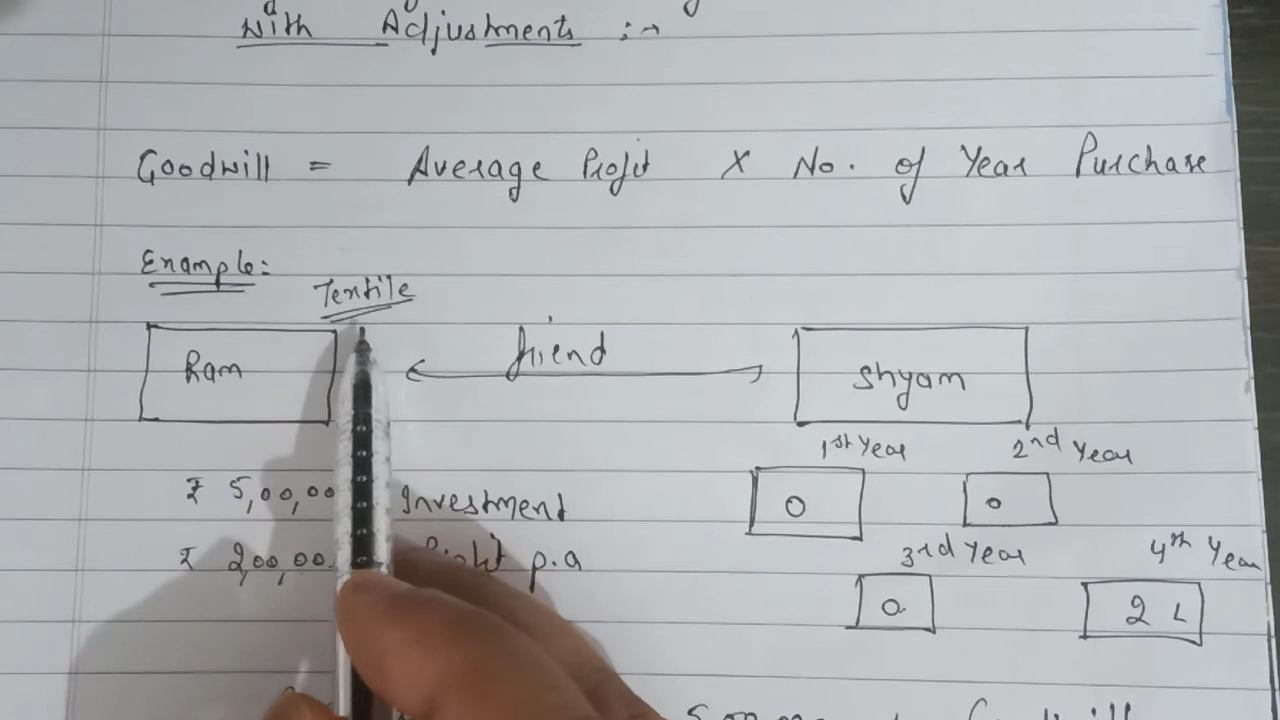 with Adjustments :-
Goodwill = Average Profit X No. of Year Purchase
Example:
Textile
Ram
friend
Shyam
1st Year
2nd Year
₹ 5,00,00
Investment
0
0
₹ 2,00,00
p.a
3rd Year
4th Year
0
2 L